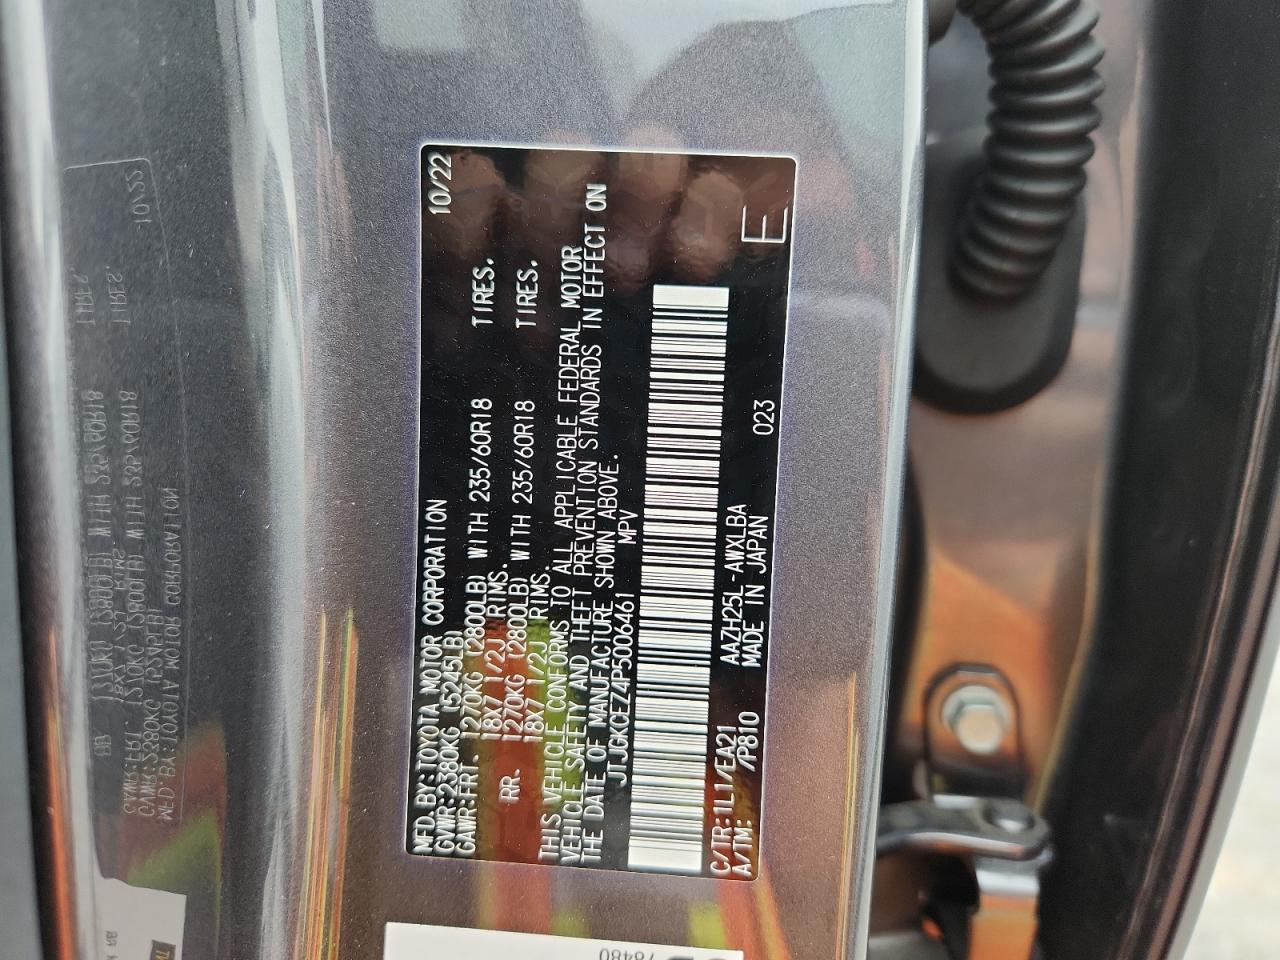 MFD.BY:TOYOTA MOTOR CORPORATION 10/22
GVWR:2380KG (5245LB)
GAWR:FRT. 1270KG (2800LB) WITH 235/60R18 TIRES.
18X7 1/2J RIMS.
RR. 1270KG (2800LB) WITH 235/60R18 TIRES.
18X7 1/2J RIMS.
THIS VEHICLE CONFORMS TO ALL APPLICABLE FEDERAL MOTOR
VEHICLE SAFETY AND THEFT PREVENTION STANDARDS IN EFFECT ON
THE DATE OF MANUFACTURE SHOWN ABOVE.
JTJGKCEZ4P5006461 MPV
C/TR:1L1/EA21 AAZH25L-AWXLBA
A/TM: /P810 MADE IN JAPAN 023 E
78480